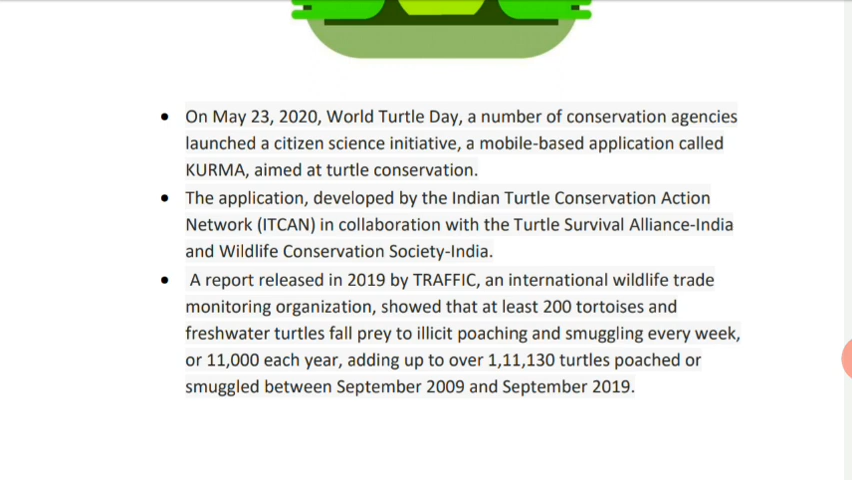 On May 23, 2020, World Turtle Day, a number of conservation agencies
launched a citizen science initiative, a mobile-based application called
KURMA, aimed at turtle conservation.
The application, developed by the Indian Turtle Conservation Action
Network (ITCAN) in collaboration with the Turtle Survival Alliance-India
and Wildlife Conservation Society-India.
A report released in 2019 by TRAFFIC, an international wildlife trade
monitoring organization, showed that at least 200 tortoises and
freshwater turtles fall prey to illicit poaching and smuggling every week,
or 11,000 each year, adding up to over 1,11,130 turtles poached or
smuggled between September 2009 and September 2019.